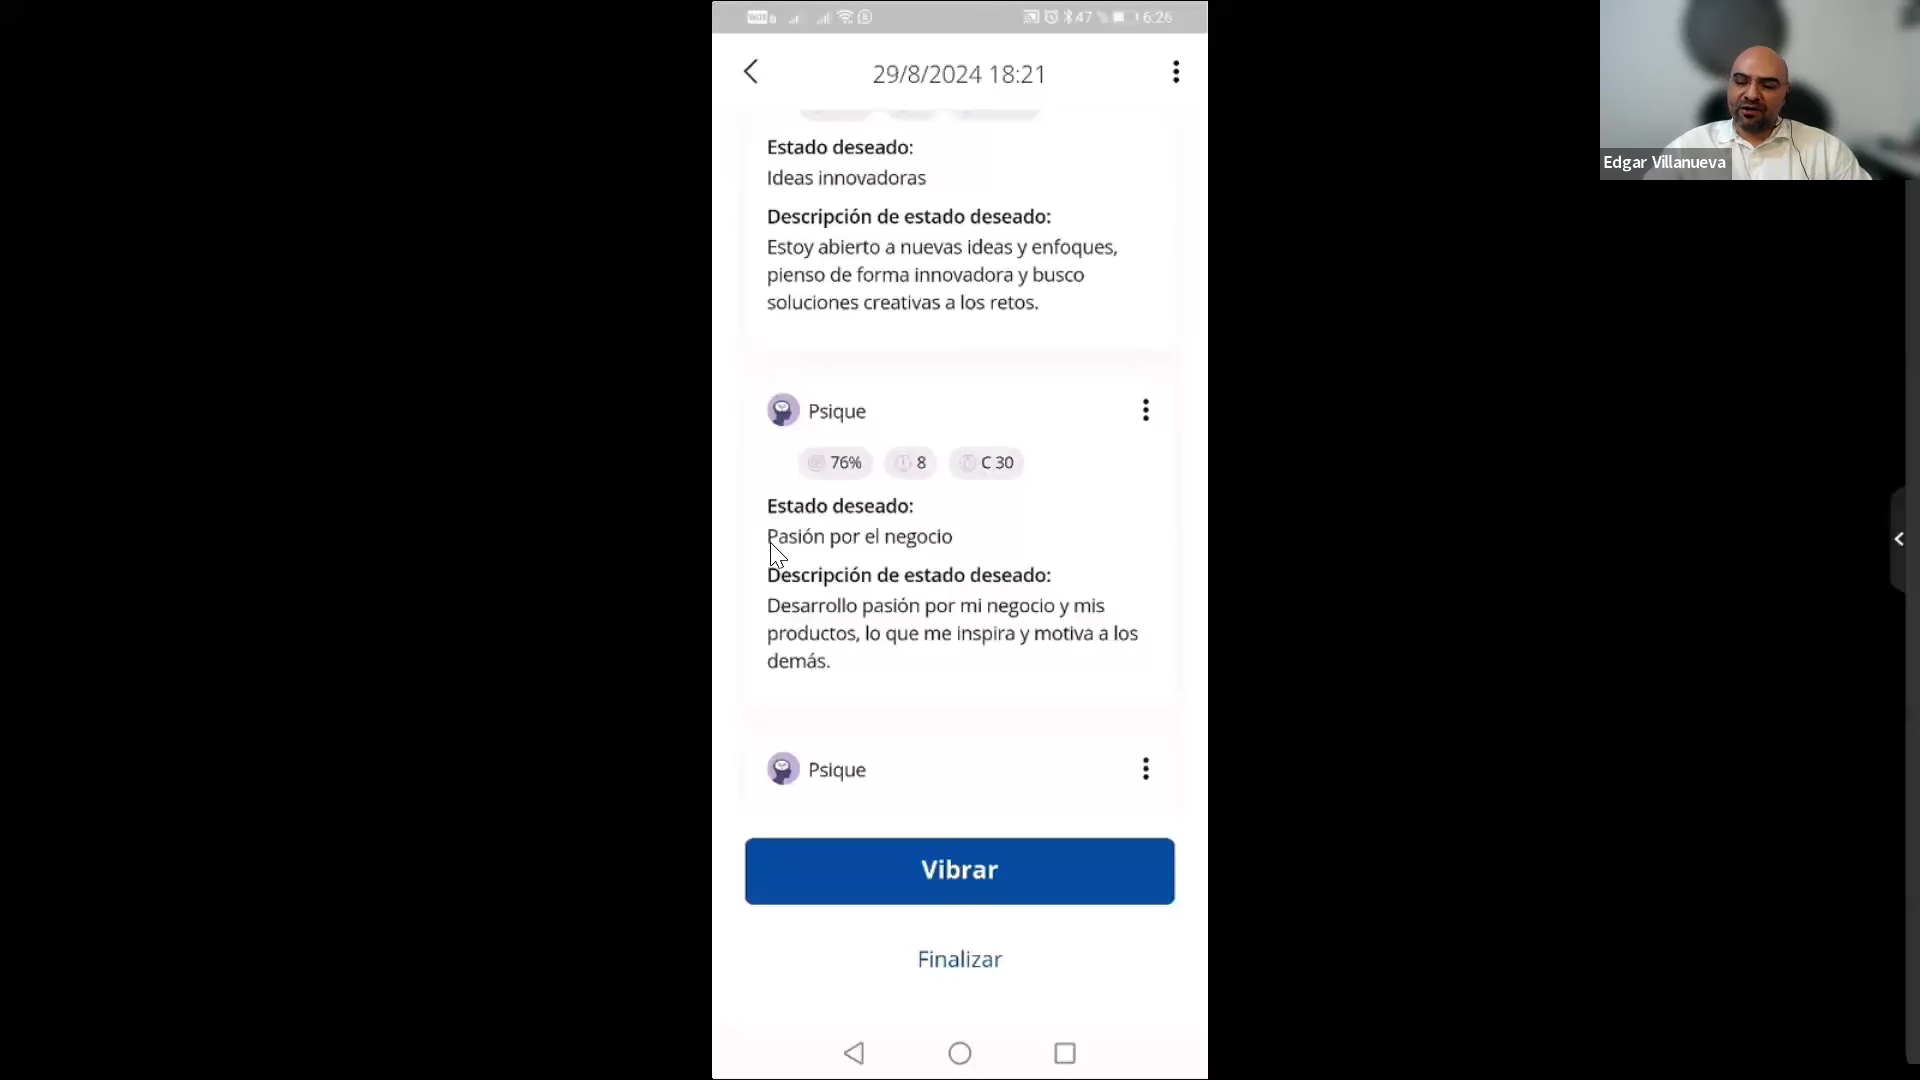 47 % 6:26
29/8/2024 18:21
Estado deseado:
Ideas innovadoras
Descripción de estado deseado:
Estoy abierto a nuevas ideas y enfoques,
pienso de forma innovadora y busco
soluciones creativas a los retos.
Psique
76% 8 C 30
Estado deseado:
Pasión por el negocio
Descripción de estado deseado:
Desarrollo pasión por mi negocio y mis
productos, lo que me inspira y motiva a los
demás.
Psique
Vibrar
Finalizar
Edgar Villanueva